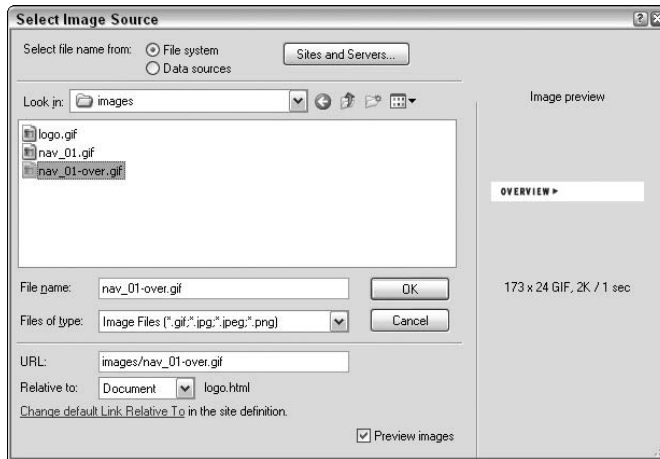 Select Image Source
Select file name from: File system Sites and Servers...
Data sources
Look in: images
Image preview
logo.gif
nav_01.gif
nav_01-over.gif
OVERVIEW
File name: nav_01-over.gif OK
173 x 24 GIF, 2K / 1 sec
Files of type: Image Files (*.gif;*.jpg;*.jpeg;*.png) Cancel
URL: images/nav_01-over.gif
Relative to: Document logo.html
Change default Link Relative To in the site definition.
Preview images